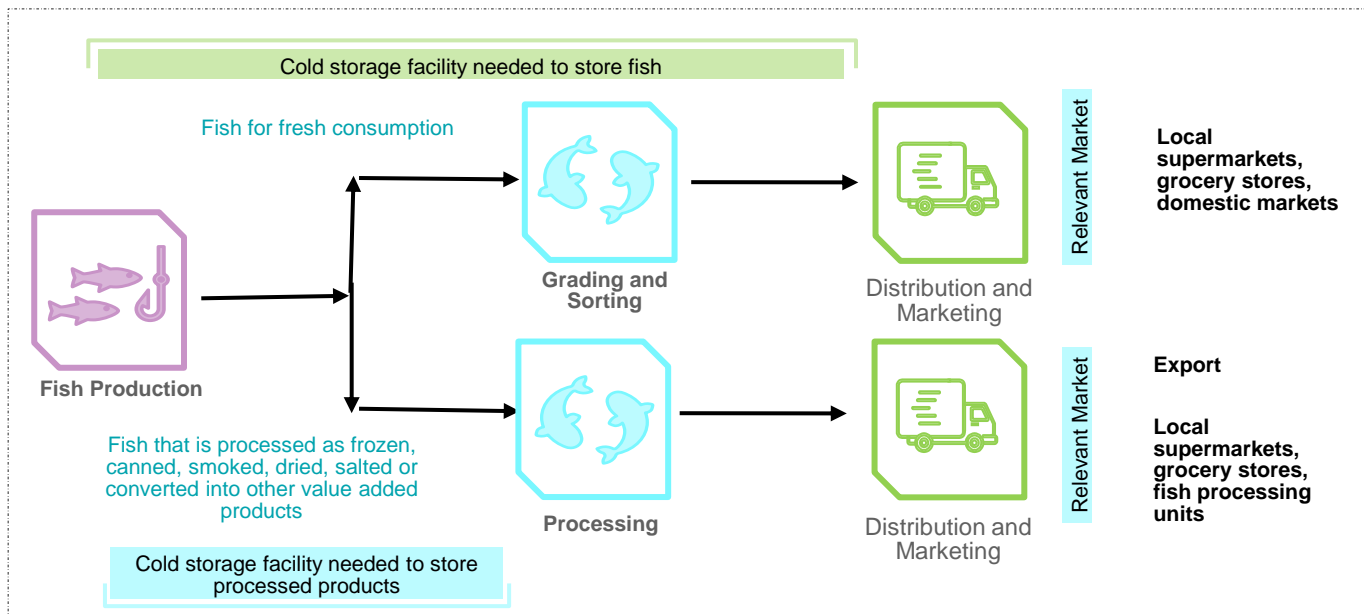 Cold storage facility needed to store fish
Fish for fresh consumption
Grading and
Sorting
Distribution and
Marketing
Relevant Market
Local
supermarkets,
grocery stores,
domestic markets
Fish Production
Fish that is processed as frozen,
canned, smoked, dried, salted or
converted into other value added
products
Processing
Distribution and
Marketing
Relevant Market
Export
Local
supermarkets,
grocery stores,
fish processing
units
Cold storage facility needed to store
processed products